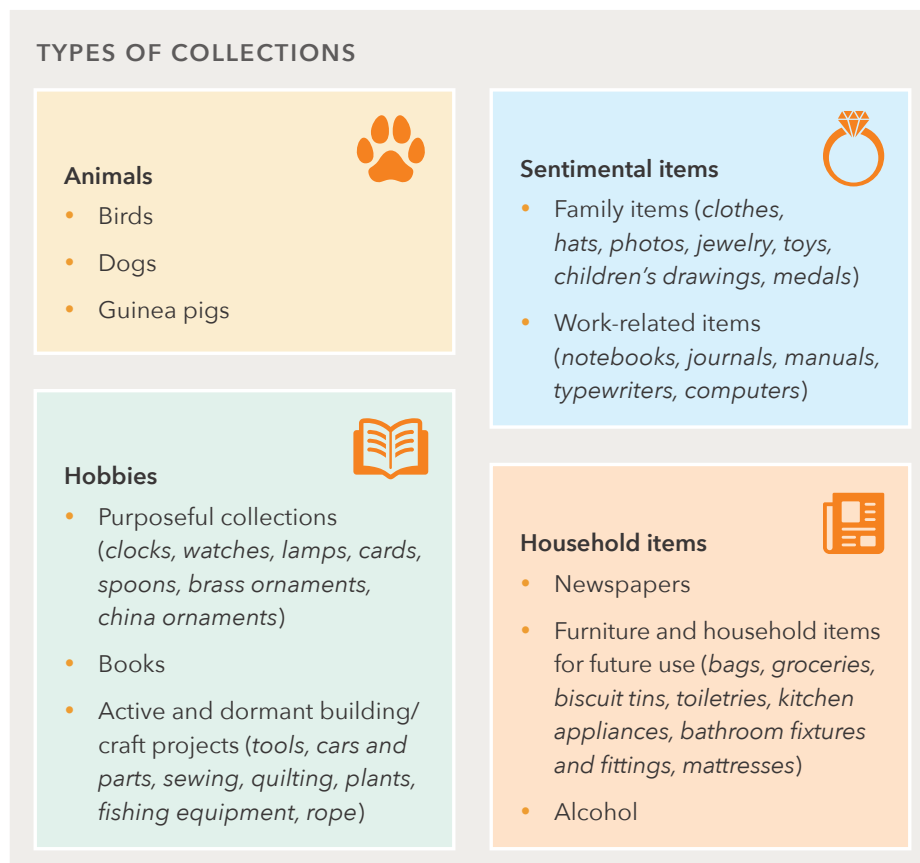 TYPES OF COLLECTIONS
Animals
• Birds
• Dogs
• Guinea pigs
Sentimental items
• Family items (clothes,
hats, photos, jewelry, toys,
children’s drawings, medals)
• Work-related items
(notebooks, journals, manuals,
typewriters, computers)
Hobbies
• Purposeful collections
(clocks, watches, lamps, cards,
spoons, brass ornaments,
china ornaments)
• Books
• Active and dormant building/
craft projects (tools, cars and
parts, sewing, quilting, plants,
fishing equipment, rope)
Household items
• Newspapers
• Furniture and household items
for future use (bags, groceries,
biscuit tins, toiletries, kitchen
appliances, bathroom fixtures
and fittings, mattresses)
• Alcohol